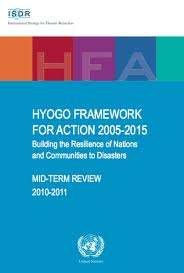 ISDR
International Strategy for Disaster Reduction
HFA
HYOGO FRAMEWORK
FOR ACTION 2005-2015
Building the Resilience of Nations
and Communities to Disasters
MID-TERM REVIEW
2010-2011
United Nations